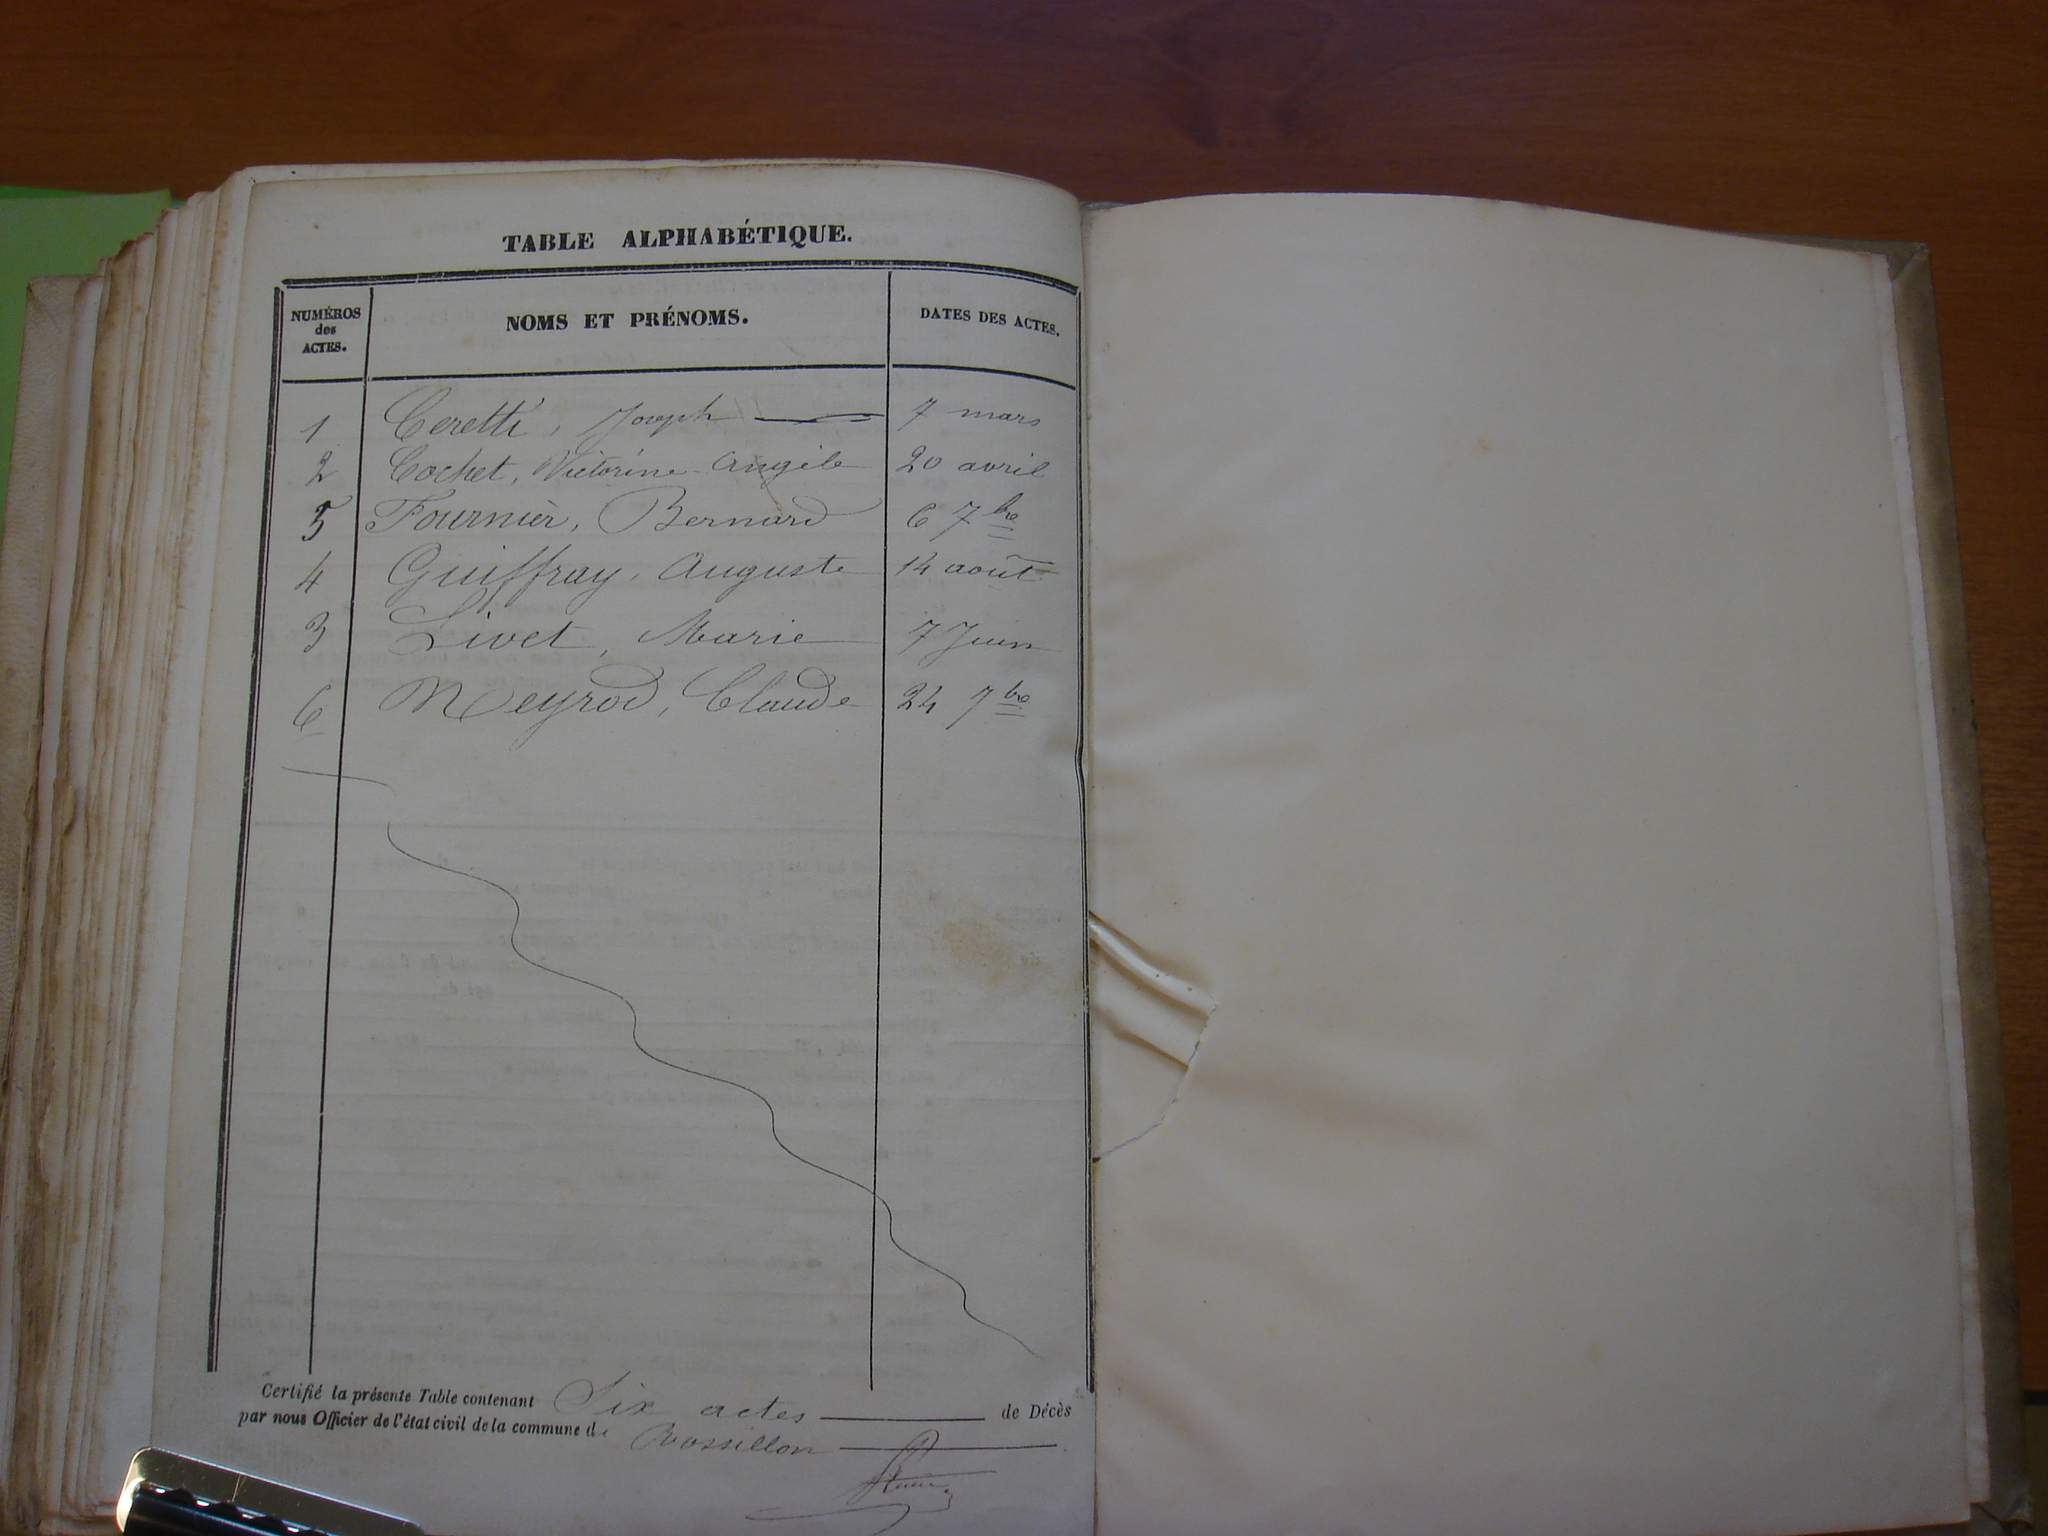 TABLE ALPHABÉTIQUE.
NUMÉROS des ACTES.
NOMS ET PRÉNOMS.
DATES DES ACTES.
1 Ceretti, Joseph 7 mars
2 Cochet, Victorine Angèle 20 avril
5 Fournier, Bernard 6 7bre
4 Guiffray, Auguste 14 août
3 Livet, Marie 7 Juin
6 Meyrod, Claude 24 7bre
Certifié la présente Table contenant Six actes de Décès
par nous Officier de l'état civil de la commune de Rossillon